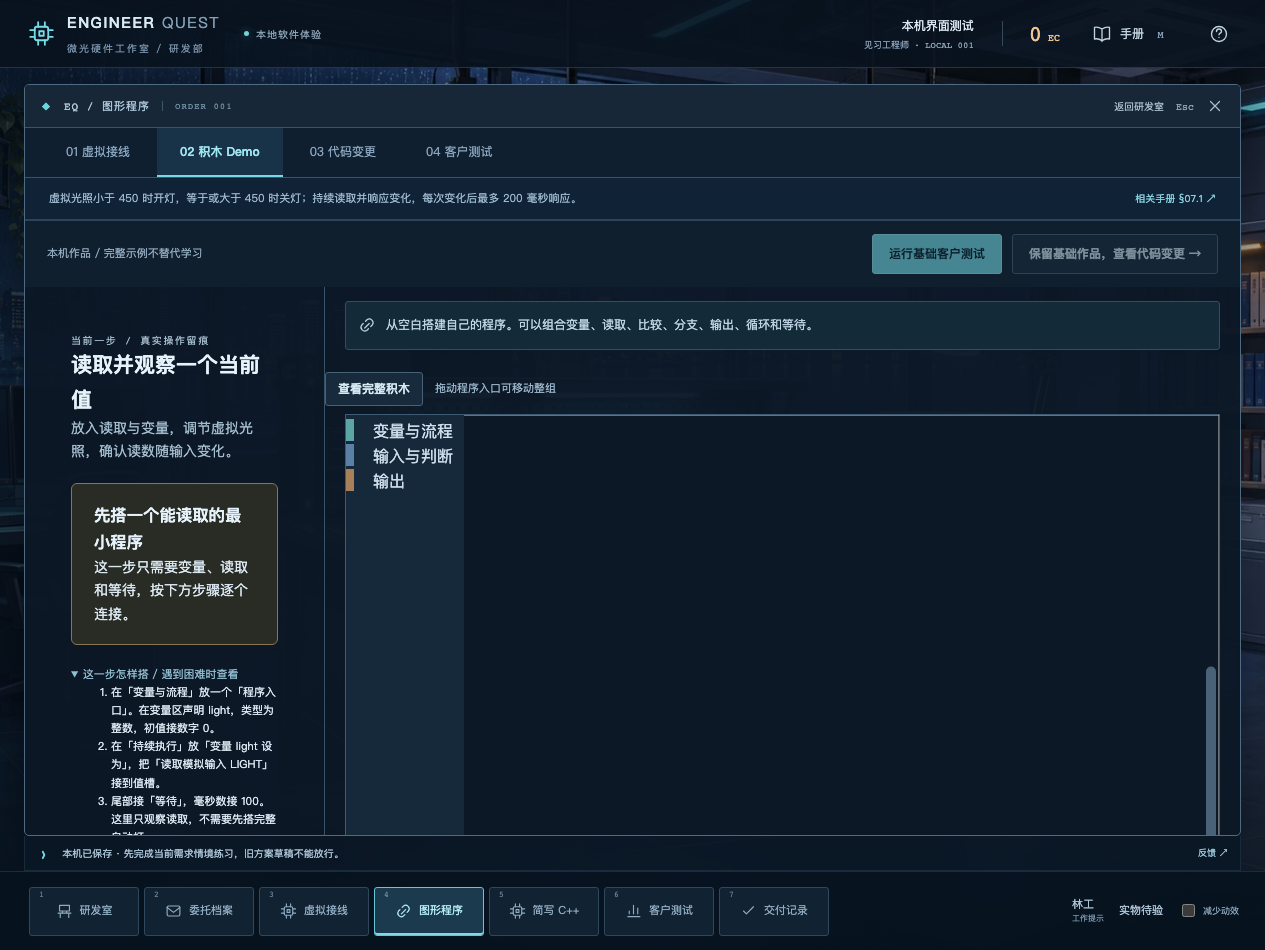 ENGINEER QUEST
微光硬件工作室 / 研发部
本地软件体验
本机界面测试
见习工程师 · LOCAL 001
0 EC
手册 M
EQ / 图形程序 ORDER 001
返回研发室 Esc
01 虚拟接线
02 积木 Demo
03 代码变更
04 客户测试
虚拟光照小于 450 时开灯，等于或大于 450 时关灯；持续读取并响应变化，每次变化后最多 200 毫秒响应。
相关手册 §07.1 ↗
本机作品 / 完整示例不替代学习
运行基础客户测试
保留基础作品，查看代码变更 →
当前一步 / 真实操作留痕
读取并观察一个当前
值
放入读取与变量，调节虚拟光
照，确认读数随输入变化。
先搭一个能读取的最
小程序
这一步只需要变量、读取
和等待，按下方步骤逐个
连接。
▼ 这一步怎样搭 / 遇到困难时查看
1. 在「变量与流程」放一个「程序入
口」。在变量区声明 light，类型为
整数，初值接数字 0。
2. 在「持续执行」放「变量 light 设
为」，把「读取模拟输入 LIGHT」
接到值槽。
3. 尾部接「等待」，毫秒数接 100。
这里只观察读取，不需要先搭完整
从空白搭建自己的程序。可以组合变量、读取、比较、分支、输出、循环和等待。
查看完整积木
拖动程序入口可移动整组
变量与流程
输入与判断
输出
本机已保存 · 先完成当前需求情境练习，旧方案草稿不能放行。
反馈 ↗
1 研发室
2 委托档案
3 虚拟接线
4 图形程序
5 简写 C++
6 客户测试
7 交付记录
林工
工作提示
实物待验
减少动效